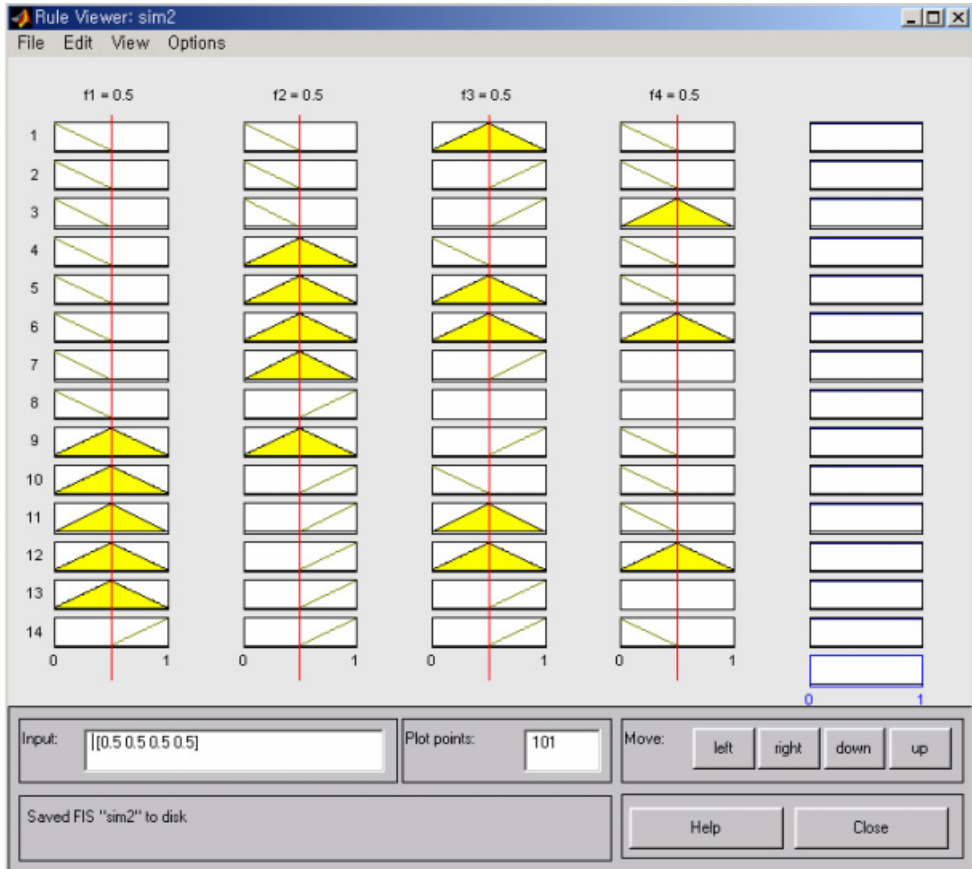 Rule Viewer: sim2
File Edit View Options
f1 = 0.5 f2 = 0.5 f3 = 0.5 f4 = 0.5
1
2
3
4
5
6
7
8
9
10
11
12
13
14
0 1 0 1 0 1 0 1
0 1
Input: [0.5 0.5 0.5 0.5] Plot points: 101 Move: left right down up
Saved FIS "sim2" to disk Help Close